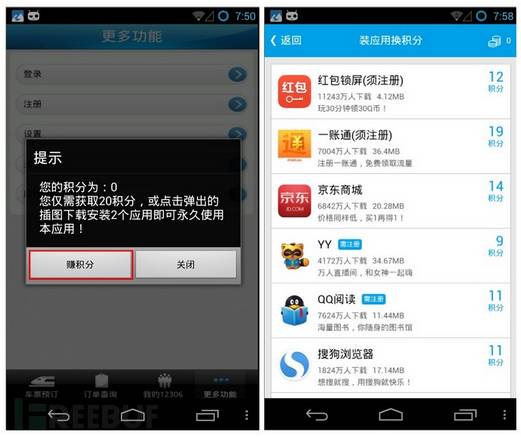 7:50
更多功能
登录
注册
设置
提示
您的积分为：0
您仅需获取20积分，或点击弹出的
插图下载安装2个应用即可永久使用
本应用！
赚积分
关闭
车票预订
订单查询
我的12306
更多功能
REEBUF
7:58
返回
装应用换积分
0
红包
红包锁屏(须注册)
11243万人下载 4.12MB
玩30分钟领30Q币！
12
积分
通
一账通(须注册)
7704万人下载 36.4MB
注册一账通，免费领取流量
19
积分
京东
JD.COM
京东商城
6842万人下载 20.67MB
价格同样低，买1再得1！
14
积分
YY 需注册
4172万人下载 34.28MB
万人直播间，和女神一起嗨
9
积分
QQ阅读 需注册
7624万人下载 11.44MB
海量图书，你随身的图书馆
11
积分
搜狗浏览器
1824万人下载 17.14MB
想搜就搜，用搜狗就快乐！
11
积分